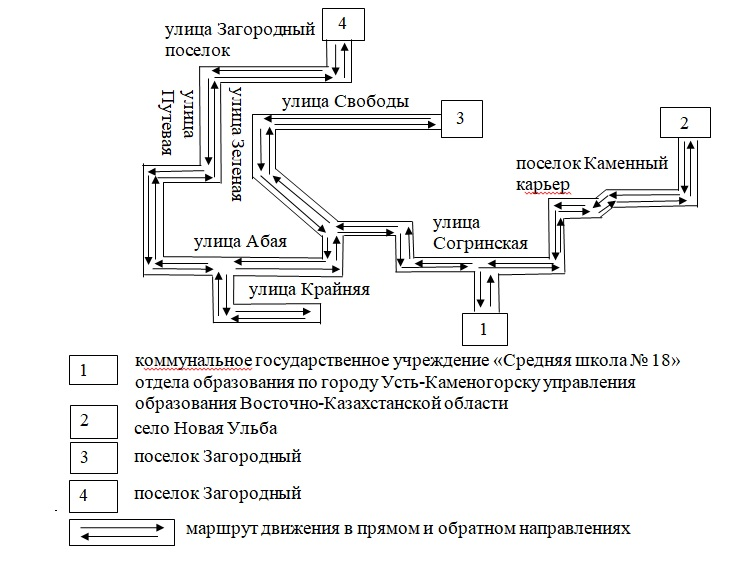 улица Загородный
поселок
4
улица
Путевая
улица Зеленая
улица Свободы
3
2
поселок Каменный
карьер
улица Абая
улица
Согринская
улица Крайняя
1
1
коммунальное государственное учреждение «Средняя школа № 18»
отдела образования по городу Усть-Каменогорску управления
образования Восточно-Казахстанской области
2
село Новая Ульба
3
поселок Загородный
4
поселок Загородный
маршрут движения в прямом и обратном направлениях